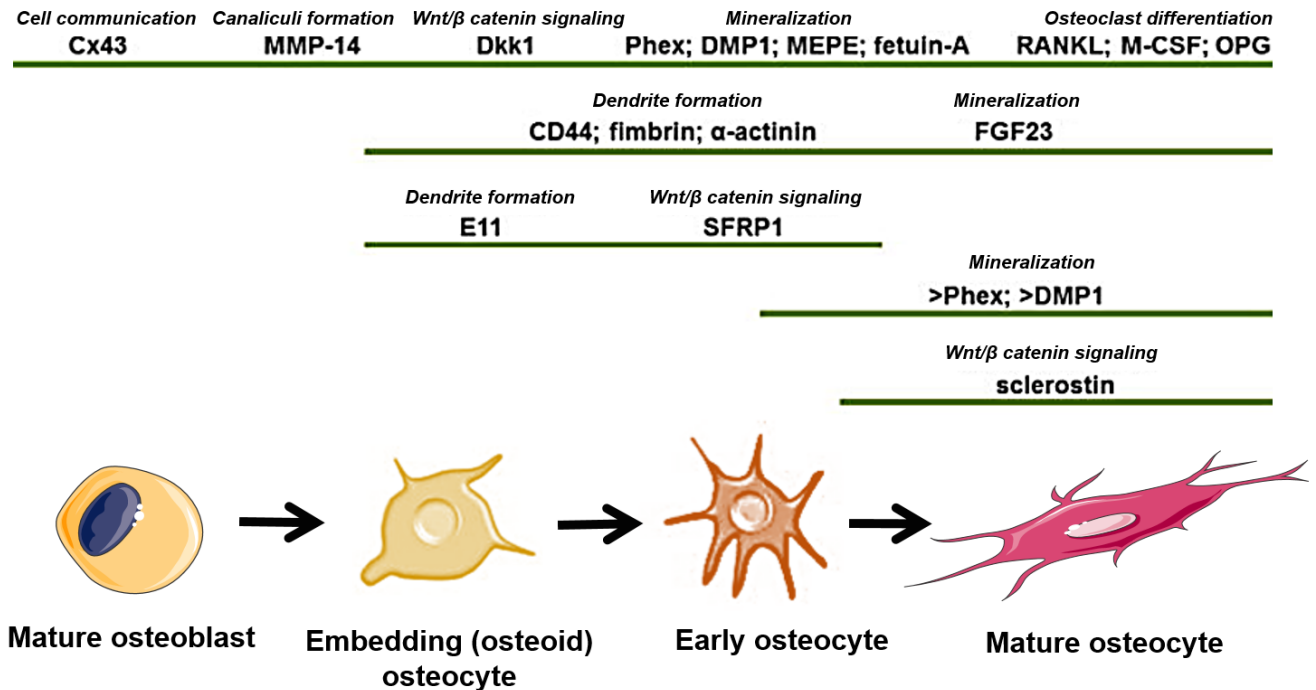 Cell communication Canaliculi formation Wnt/β catenin signaling Mineralization Osteoclast differentiation
Cx43 MMP-14 Dkk1 Phex; DMP1; MEPE; fetuin-A RANKL; M-CSF; OPG
Dendrite formation Mineralization
CD44; fimbrin; α-actinin FGF23
Dendrite formation Wnt/β catenin signaling
E11 SFRP1
Mineralization
>Phex; >DMP1
Wnt/β catenin signaling
sclerostin
Mature osteoblast Embedding (osteoid) Early osteocyte Mature osteocyte
osteocyte